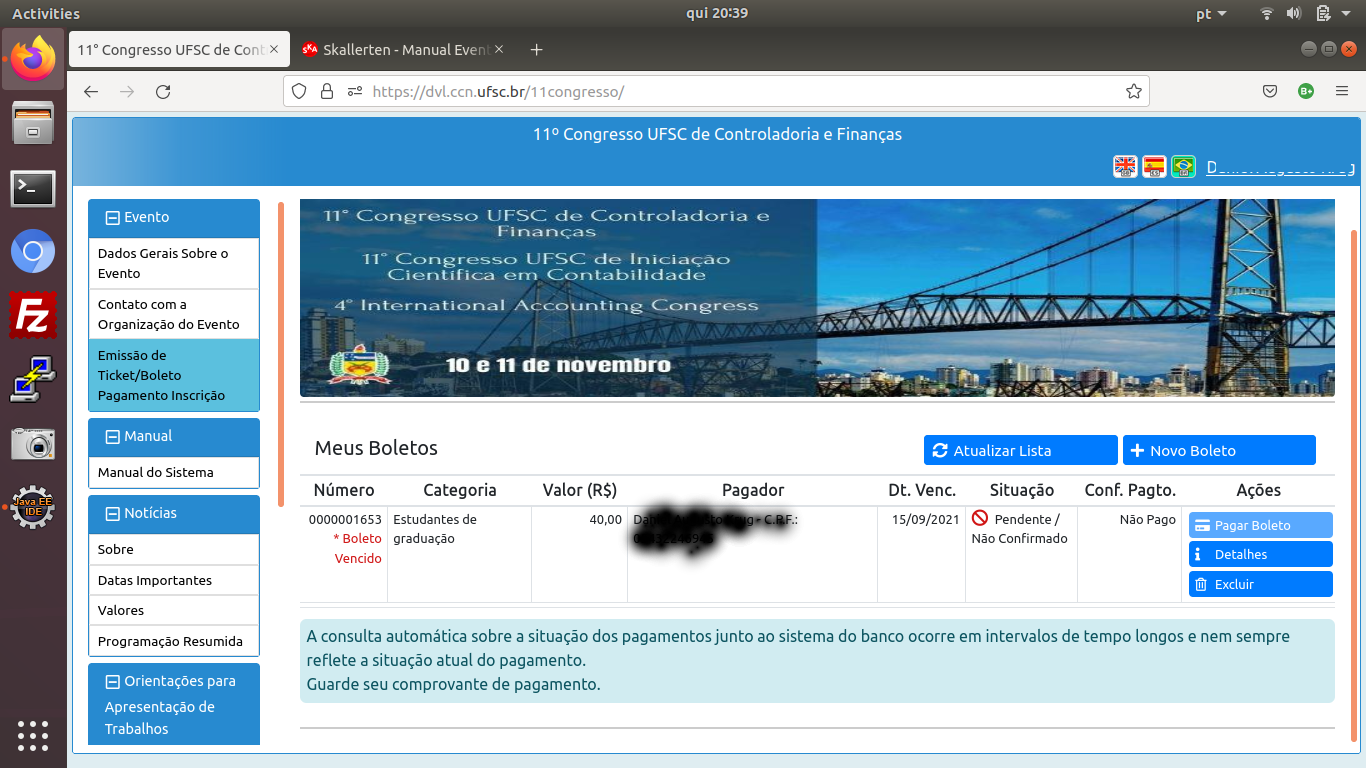 Activities
qui 20:39
pt
11° Congresso UFSC de Cont
Skallerten - Manual Event
https://dvl.ccn.ufsc.br/11congresso/
11º Congresso UFSC de Controladoria e Finanças
Evento
Dados Gerais Sobre o
Evento
Contato com a
Organização do Evento
Emissão de
Ticket/Boleto
Pagamento Inscrição
Manual
Manual do Sistema
Notícias
Sobre
Datas Importantes
Valores
Programação Resumida
Orientações para
Apresentação de
Trabalhos
11° Congresso UFSC de Controladoria e
Finanças
11° Congresso UFSC de Iniciação
Científica em Contabilidade
4° International Accounting Congress
10 e 11 de novembro
Meus Boletos
Atualizar Lista
Novo Boleto
Número Categoria Valor (R$) Pagador Dt. Venc. Situação Conf. Pagto. Ações
0000001653
* Boleto
Vencido
Estudantes de
graduação
40,00
- C.P.F.:
15/09/2021
Pendente /
Não Confirmado
Não Pago
Pagar Boleto
Detalhes
Excluir
A consulta automática sobre a situação dos pagamentos junto ao sistema do banco ocorre em intervalos de tempo longos e nem sempre
reflete a situação atual do pagamento.
Guarde seu comprovante de pagamento.
Java EE
IDE